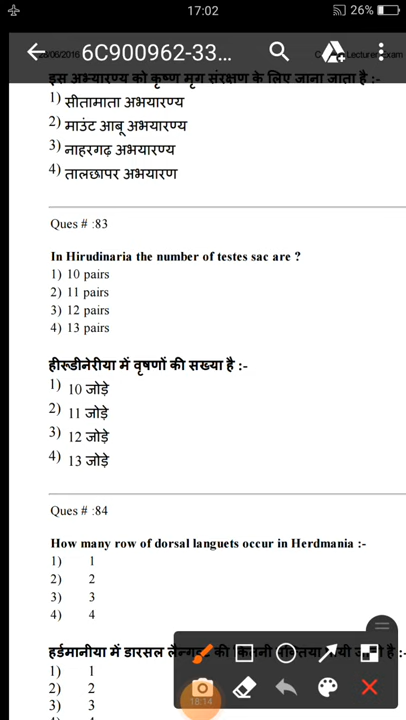 17:02
26%
6C900962-33...
इस अभ्यारण्य को कृष्ण मृग संरक्षण के लिए जाना जाता है :-
1) सीतामाता अभयारण्य
2) माउंट आबू अभयारण्य
3) नाहरगढ़ अभयारण्य
4) तालछापर अभयारण
Ques # :83
In Hirudinaria the number of testes sac are ?
1) 10 pairs
2) 11 pairs
3) 12 pairs
4) 13 pairs
हीरूडीनेरीया में वृषणों की सख्या है :-
1) 10 जोड़े
2) 11 जोड़े
3) 12 जोड़े
4) 13 जोड़े
Ques # :84
How many row of dorsal languets occur in Herdmania :-
1) 1
2) 2
3) 3
4) 4
हर्डमानीया में डारसल की है :-
1) 1
2) 2
3) 3
18:14